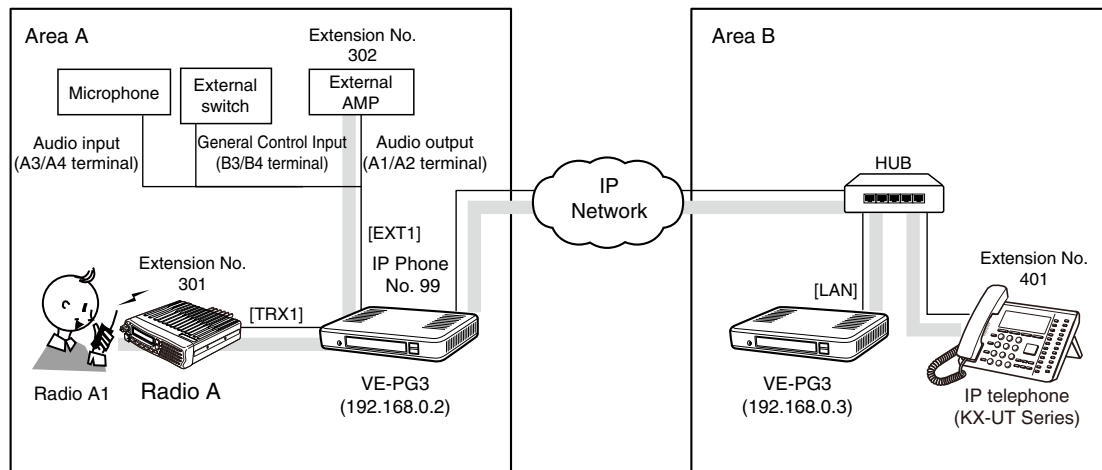 Area A
Extension No.
302
Microphone
External
switch
External
AMP
Audio input
(A3/A4 terminal)
General Control Input
(B3/B4 terminal)
Audio output
(A1/A2 terminal)
[EXT1]
IP Phone
No. 99
Extension No.
301
[TRX1]
Radio A1
Radio A
VE-PG3
(192.168.0.2)
IP
Network
Area B
HUB
Extension No.
401
[LAN]
VE-PG3
(192.168.0.3)
IP telephone
(KX-UT Series)